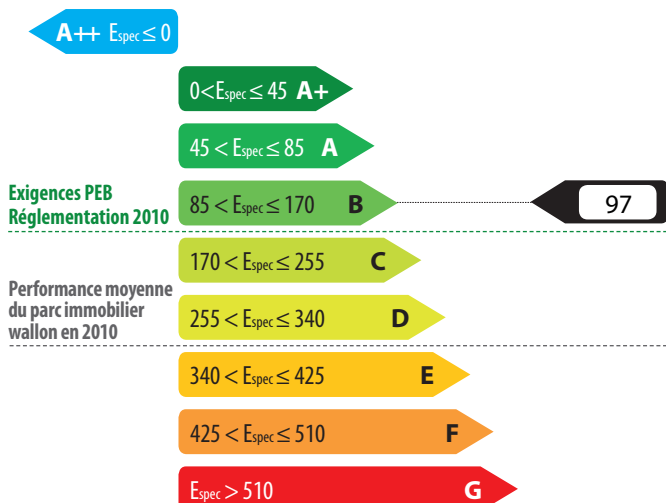 A++ Espec ≤ 0
0<Espec ≤ 45 A+
45 < Espec ≤ 85 A
Exigences PEB
Réglementation 2010
85 < Espec ≤ 170 B
97
170 < Espec ≤ 255 C
Performance moyenne
du parc immobilier
wallon en 2010
255 < Espec ≤ 340 D
340 < Espec ≤ 425 E
425 < Espec ≤ 510 F
Espec > 510 G